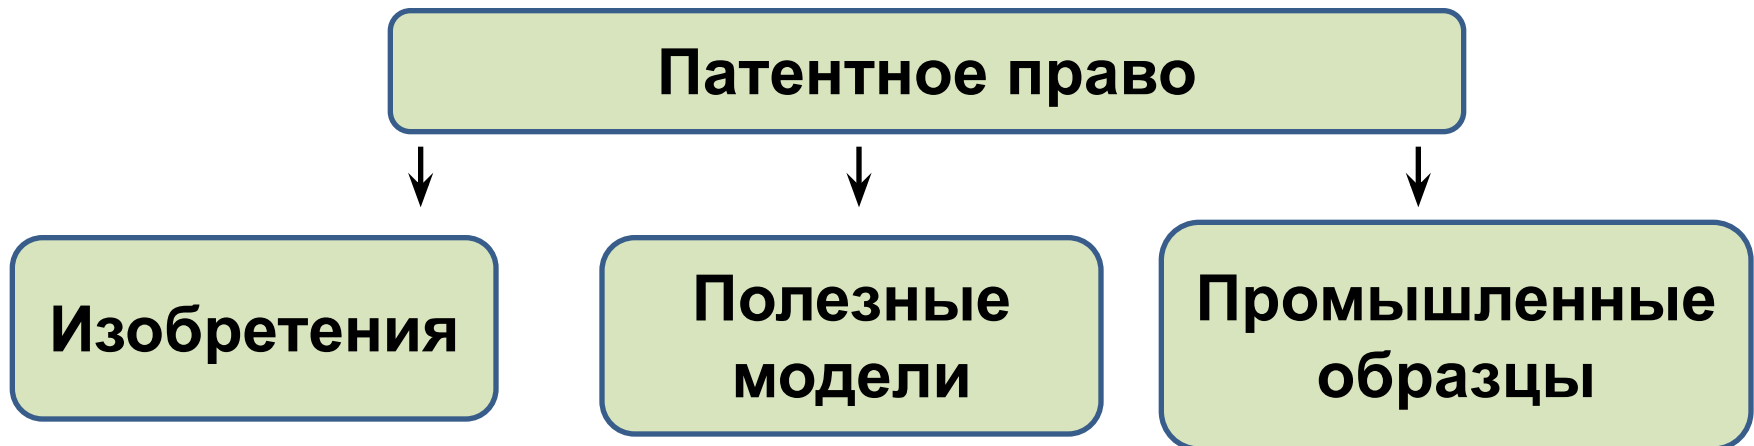 Патентное право
Изобретения
Полезные
модели
Промышленные
образцы